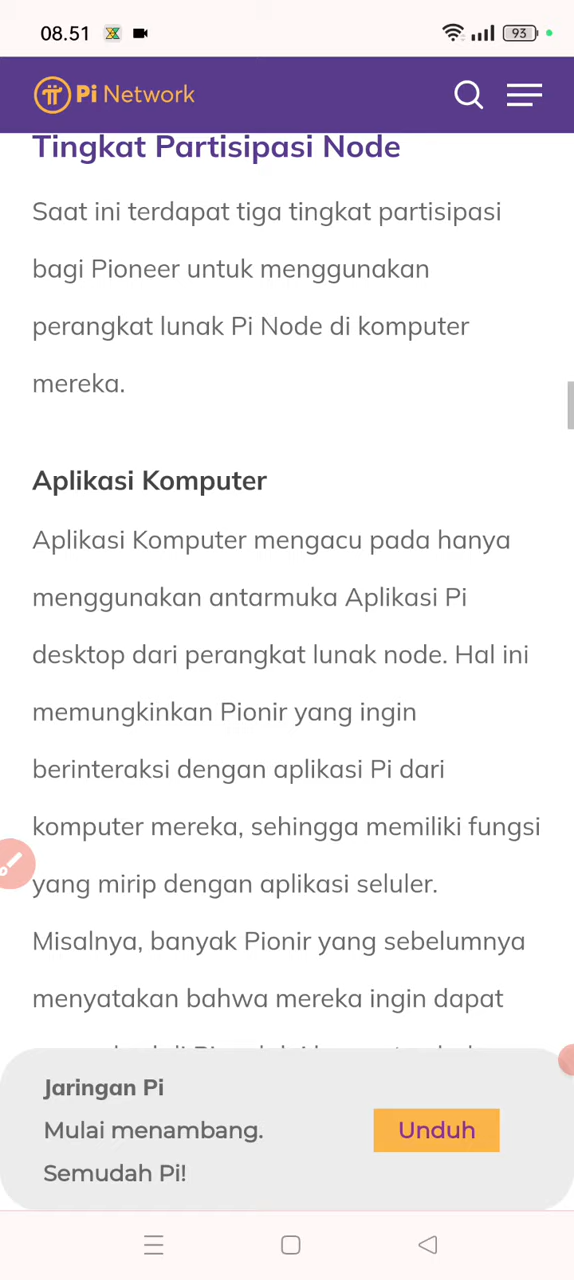 08.51
93
Pi Network
Tingkat Partisipasi Node
Saat ini terdapat tiga tingkat partisipasi
bagi Pioneer untuk menggunakan
perangkat lunak Pi Node di komputer
mereka.
Aplikasi Komputer
Aplikasi Komputer mengacu pada hanya
menggunakan antarmuka Aplikasi Pi
desktop dari perangkat lunak node. Hal ini
memungkinkan Pionir yang ingin
berinteraksi dengan aplikasi Pi dari
komputer mereka, sehingga memiliki fungsi
yang mirip dengan aplikasi seluler.
Misalnya, banyak Pionir yang sebelumnya
menyatakan bahwa mereka ingin dapat
Jaringan Pi
Mulai menambang.
Semudah Pi!
Unduh